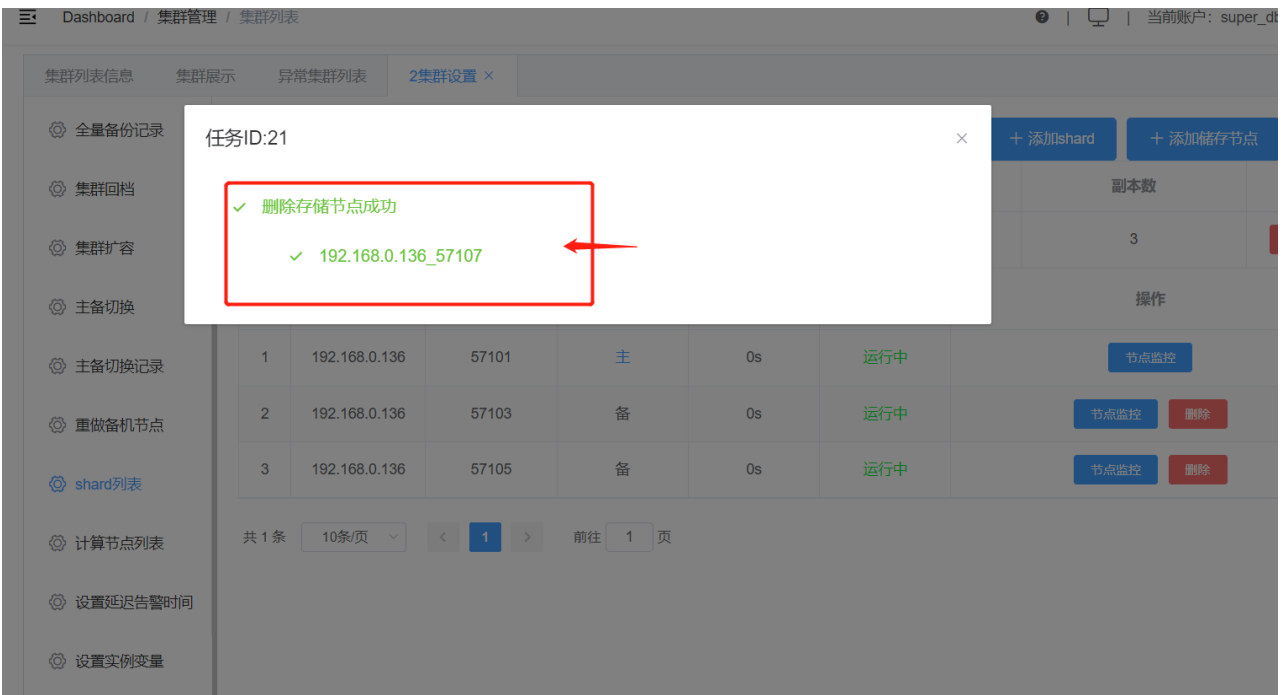 Dashboard / 集群管理 / 集群列表 | | 当前账户：super_db
集群列表信息 集群展示 异常集群列表 2集群设置 ×
全量备份记录
集群回档
集群扩容
主备切换
主备切换记录
重做备机节点
shard列表
计算节点列表
设置延迟告警时间
设置实例变量
任务ID:21 ×
删除存储节点成功
192.168.0.136_57107
+ 添加shard + 添加储存节点
副本数
3
操作
1 192.168.0.136 57101 主 0s 运行中 节点监控
2 192.168.0.136 57103 备 0s 运行中 节点监控 删除
3 192.168.0.136 57105 备 0s 运行中 节点监控 删除
共 1 条 10条/页 < 1 > 前往 1 页